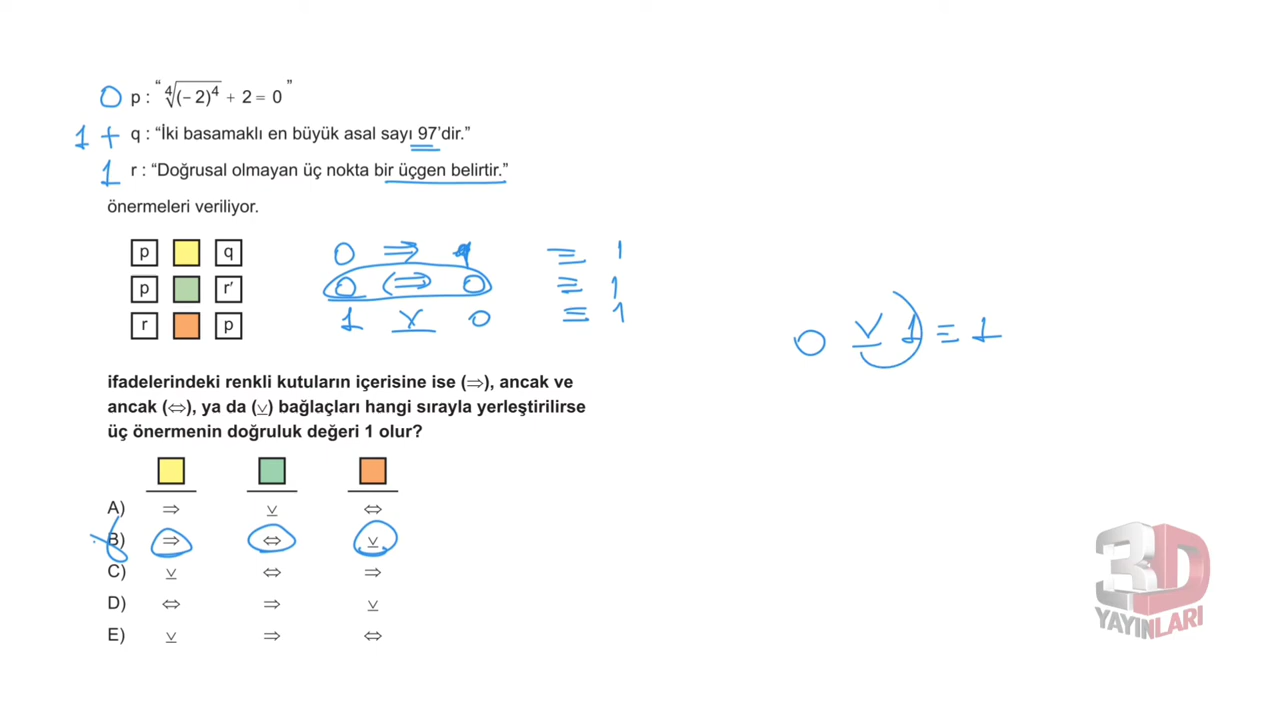 0 p : “ ∜(– 2)⁴ + 2 = 0 ”
1 + q : “İki basamaklı en büyük asal sayı 97’dir.”
1 r : “Doğrusal olmayan üç nokta bir üçgen belirtir.”
önermeleri veriliyor.
p q 0 ⇒ ≡ 1
p r′ 0 ⇔ 0 ≡ 1
r p 1 ⊻ 0 ≡ 1
0 ⊻ 1 ≡ 1
ifadelerindeki renkli kutuların içerisine ise (⇒), ancak ve
ancak (⇔), ya da (⊻) bağlaçları hangi sırayla yerleştirilirse
üç önermenin doğruluk değeri 1 olur?
A) ⇒ ⊻ ⇔
B) ⇒ ⇔ ⊻
C) ⊻ ⇔ ⇒
D) ⇔ ⇒ ⊻
E) ⊻ ⇒ ⇔
3D
YAYINLARI